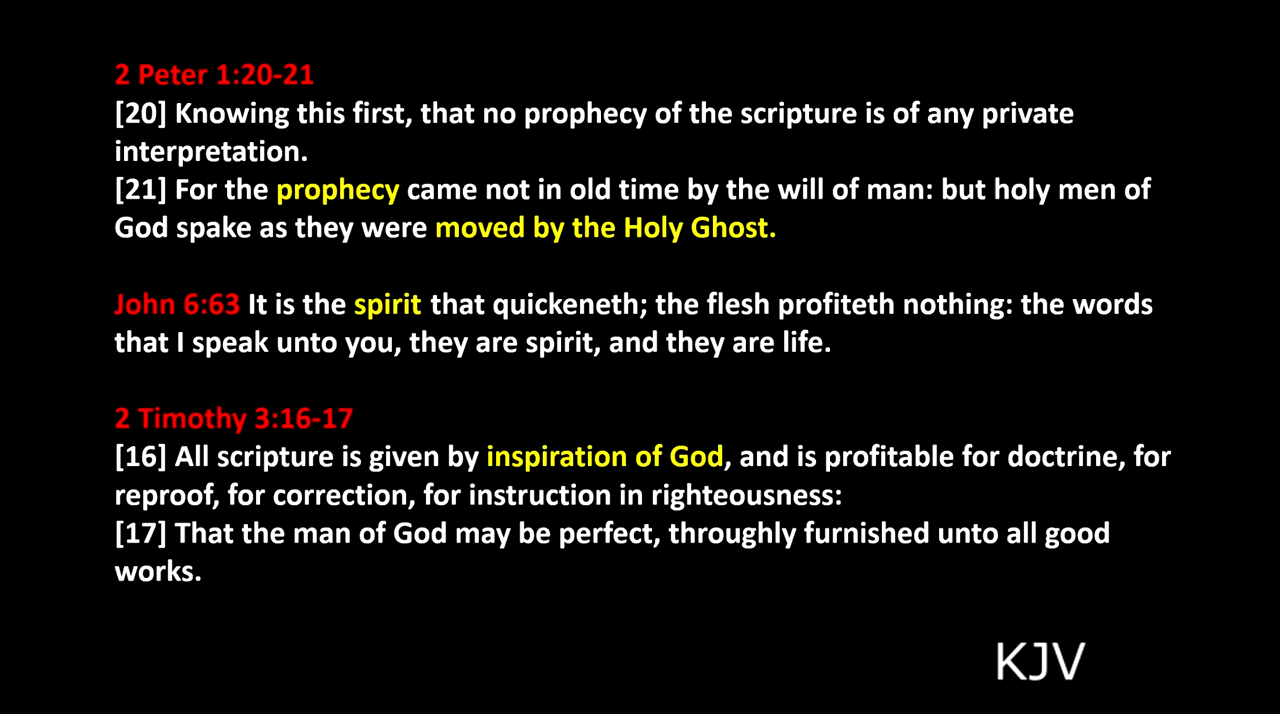 2 Peter 1:20-21
[20] Knowing this first, that no prophecy of the scripture is of any private
interpretation.
[21] For the prophecy came not in old time by the will of man: but holy men of
God spake as they were moved by the Holy Ghost.
John 6:63 It is the spirit that quickeneth; the flesh profiteth nothing: the words
that I speak unto you, they are spirit, and they are life.
2 Timothy 3:16-17
[16] All scripture is given by inspiration of God, and is profitable for doctrine, for
reproof, for correction, for instruction in righteousness:
[17] That the man of God may be perfect, throughly furnished unto all good
works.
KJV